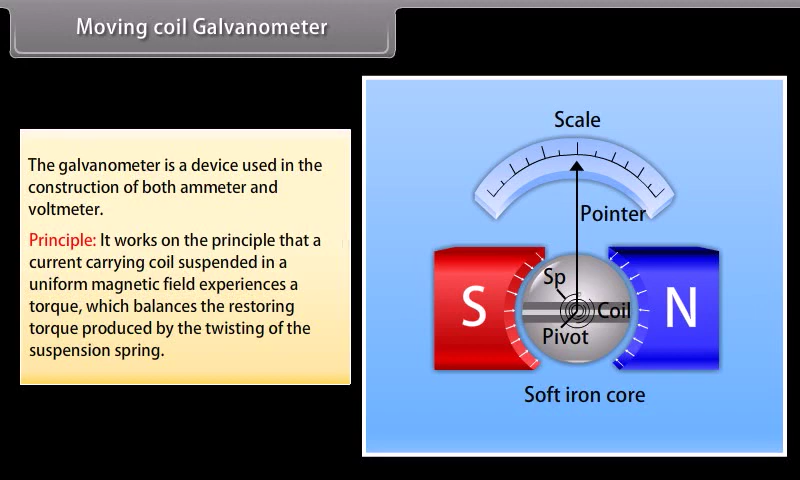 Moving coil Galvanometer
The galvanometer is a device used in the
construction of both ammeter and
voltmeter.
Principle: It works on the principle that a
current carrying coil suspended in a
uniform magnetic field experiences a
torque, which balances the restoring
torque produced by the twisting of the
suspension spring.
Scale
Pointer
Sp
S
Coil
N
Pivot
Soft iron core